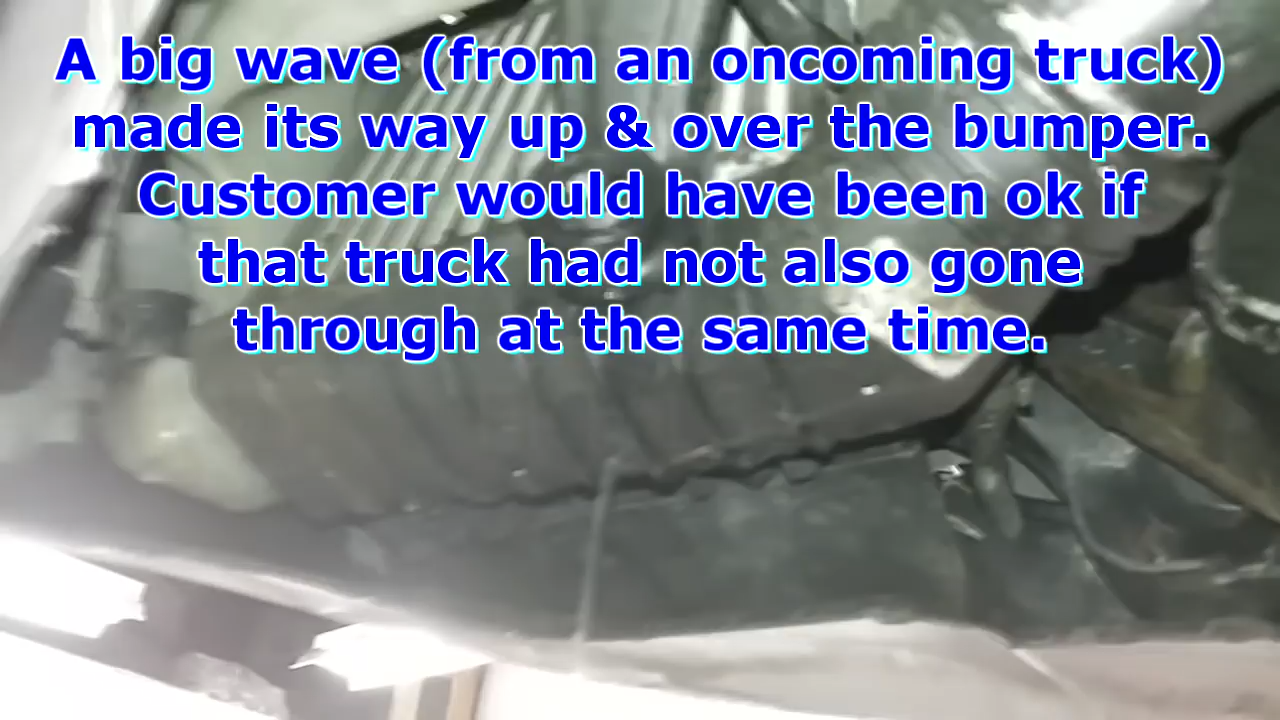 A big wave (from an oncoming truck)
made its way up & over the bumper.
Customer would have been ok if
that truck had not also gone
through at the same time.